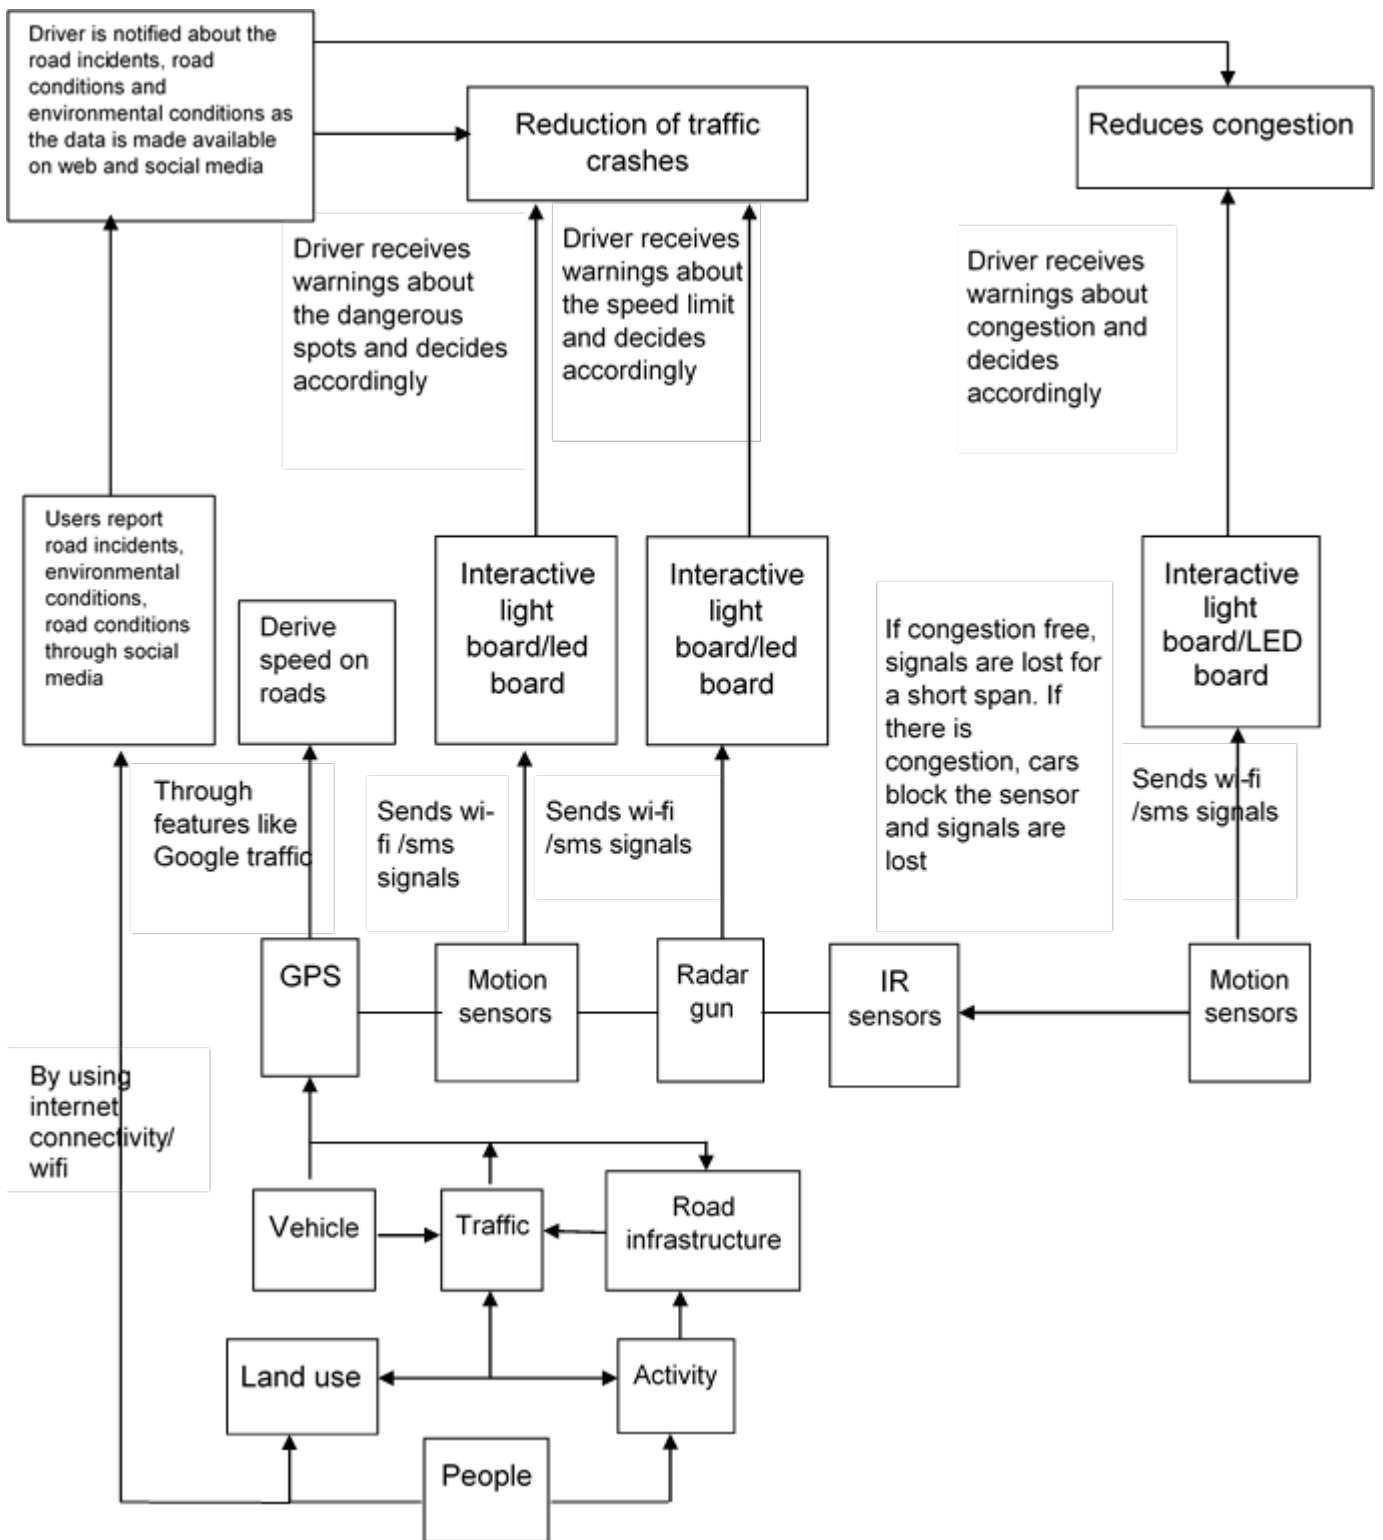 Driver is notified about the
road incidents, road
conditions and
environmental conditions as
the data is made available
on web and social media
Reduction of traffic
crashes
Reduces congestion
Driver receives
warnings about
the dangerous
spots and decides
accordingly
Driver receives
warnings about
the speed limit
and decides
accordingly
Driver receives
warnings about
congestion and
decides
accordingly
Users report
road incidents,
environmental
conditions,
road conditions
through social
media
Derive
speed on
roads
Interactive
light
board/led
board
Interactive
light
board/led
board
If congestion free,
signals are lost for
a short span. If
there is
congestion, cars
block the sensor
and signals are
lost
Interactive
light
board/LED
board
Through
features like
Google traffic
Sends wi-
fi /sms
signals
Sends wi-fi
/sms signals
Sends wi-fi
/sms signals
GPS
Motion
sensors
Radar
gun
IR
sensors
Motion
sensors
By using
internet
connectivity/
wifi
Vehicle
Traffic
Road
infrastructure
Land use
Activity
People